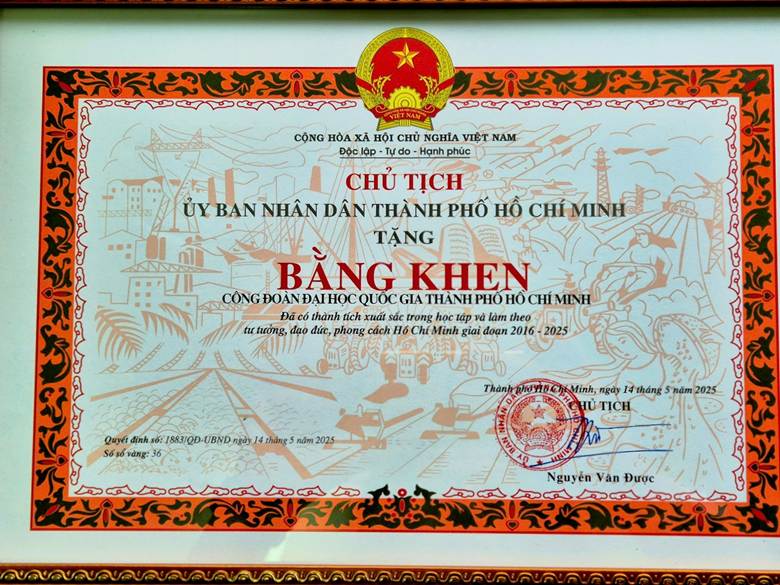 VIỆT NAM
CỘNG HÒA XÃ HỘI CHỦ NGHĨA VIỆT NAM
Độc lập - Tự do - Hạnh phúc
CHỦ TỊCH
ỦY BAN NHÂN DÂN THÀNH PHỐ HỒ CHÍ MINH
TẶNG
BẰNG KHEN
CÔNG ĐOÀN ĐẠI HỌC QUỐC GIA THÀNH PHỐ HỒ CHÍ MINH
Đã có thành tích xuất sắc trong học tập và làm theo
tư tưởng, đạo đức, phong cách Hồ Chí Minh giai đoạn 2016 - 2025
Thành phố Hồ Chí Minh, ngày 14 tháng 5 năm 2025
CHỦ TỊCH
Quyết định số: 1883/QĐ-UBND ngày 14 tháng 5 năm 2025
Số sổ vàng: 36
Nguyễn Văn Được